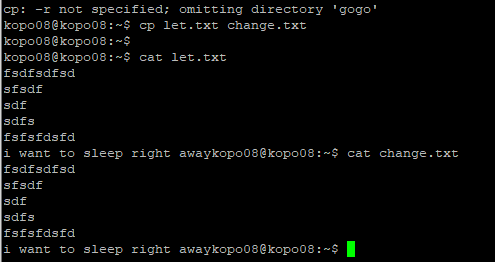 cp: -r not specified; omitting directory 'gogo'
kopo08@kopo08:~$ cp let.txt change.txt
kopo08@kopo08:~$
kopo08@kopo08:~$ cat let.txt
fsdfsdfsd
sfsdf
sdf
sdfs
fsfsfdsfd
i want to sleep right awaykopo08@kopo08:~$ cat change.txt
fsdfsdfsd
sfsdf
sdf
sdfs
fsfsfdsfd
i want to sleep right awaykopo08@kopo08:~$